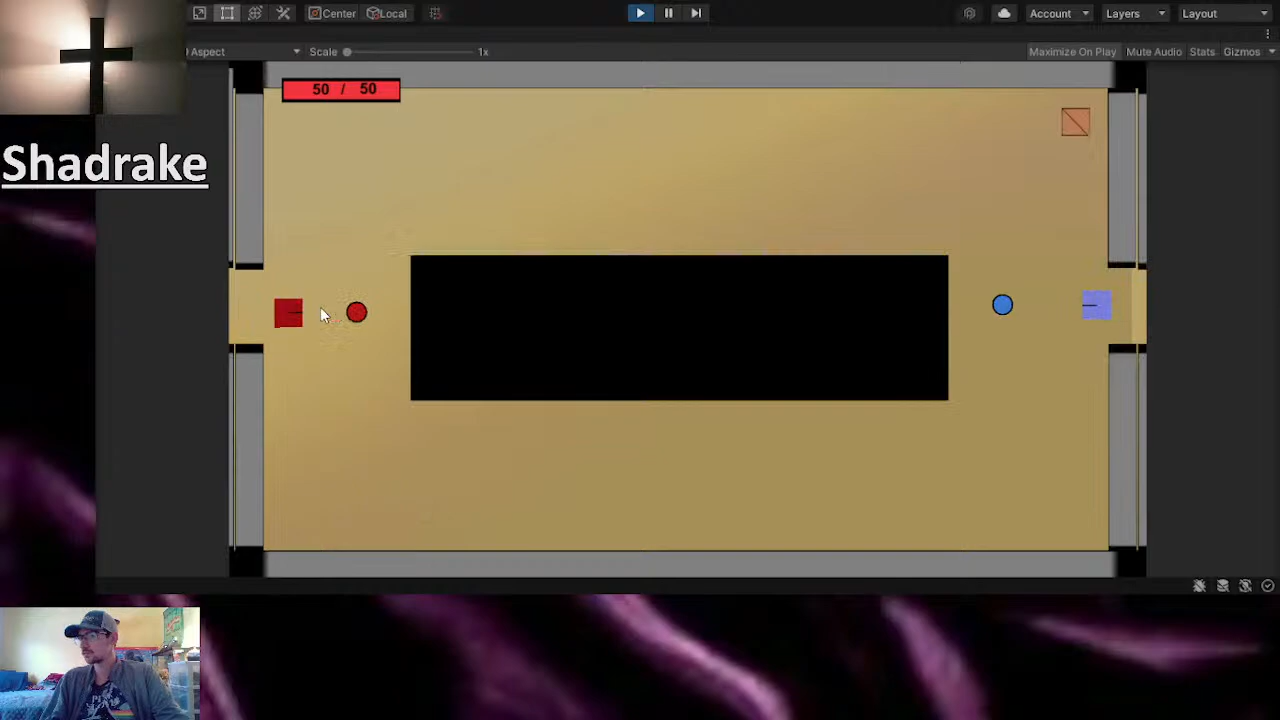 Center Local Account Layers Layout
Aspect Scale 1x Maximize On Play Mute Audio Stats Gizmos
50 / 50
Shadrake